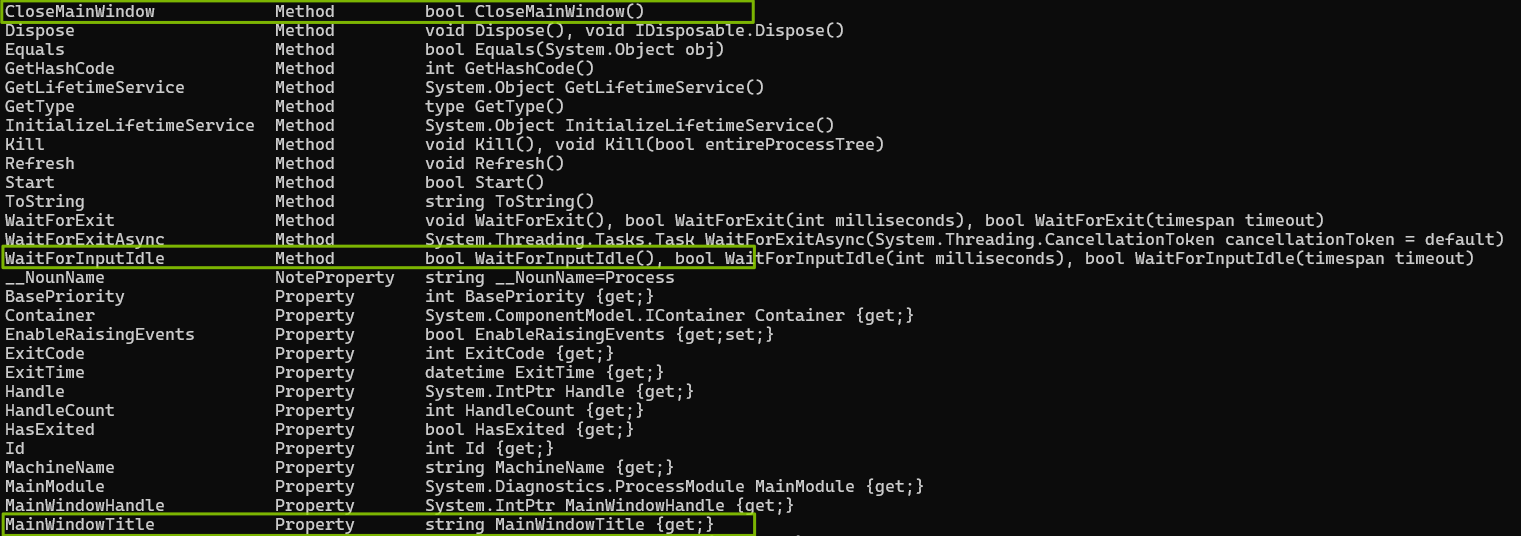 CloseMainWindow            Method         bool CloseMainWindow()
Dispose                    Method         void Dispose(), void IDisposable.Dispose()
Equals                     Method         bool Equals(System.Object obj)
GetHashCode                Method         int GetHashCode()
GetLifetimeService         Method         System.Object GetLifetimeService()
GetType                    Method         type GetType()
InitializeLifetimeService  Method         System.Object InitializeLifetimeService()
Kill                       Method         void Kill(), void Kill(bool entireProcessTree)
Refresh                    Method         void Refresh()
Start                      Method         bool Start()
ToString                   Method         string ToString()
WaitForExit                Method         void WaitForExit(), bool WaitForExit(int milliseconds), bool WaitForExit(timespan timeout)
WaitForExitAsync           Method         System.Threading.Tasks.Task WaitForExitAsync(System.Threading.CancellationToken cancellationToken = default)
WaitForInputIdle           Method         bool WaitForInputIdle(), bool WaitForInputIdle(int milliseconds), bool WaitForInputIdle(timespan timeout)
__NounName                 NoteProperty   string __NounName=Process
BasePriority               Property       int BasePriority {get;}
Container                  Property       System.ComponentModel.IContainer Container {get;}
EnableRaisingEvents        Property       bool EnableRaisingEvents {get;set;}
ExitCode                   Property       int ExitCode {get;}
ExitTime                   Property       datetime ExitTime {get;}
Handle                     Property       System.IntPtr Handle {get;}
HandleCount                Property       int HandleCount {get;}
HasExited                  Property       bool HasExited {get;}
Id                         Property       int Id {get;}
MachineName                Property       string MachineName {get;}
MainModule                 Property       System.Diagnostics.ProcessModule MainModule {get;}
MainWindowHandle           Property       System.IntPtr MainWindowHandle {get;}
MainWindowTitle            Property       string MainWindowTitle {get;}